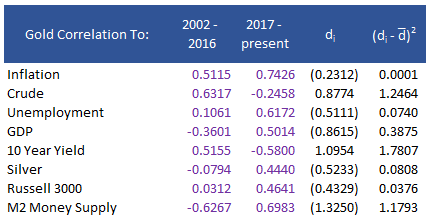 Gold Correlation To: 2002 - 2016 2017 - present di (di - d̅)²
Inflation 0.5115 0.7426 (0.2312) 0.0001
Crude 0.6317 -0.2458 0.8774 1.2464
Unemployment 0.1061 0.6172 (0.5111) 0.0740
GDP -0.3601 0.5014 (0.8615) 0.3875
10 Year Yield 0.5155 -0.5800 1.0954 1.7807
Silver -0.0794 0.4440 (0.5233) 0.0808
Russell 3000 0.0312 0.4641 (0.4329) 0.0376
M2 Money Supply -0.6267 0.6983 (1.3250) 1.1793